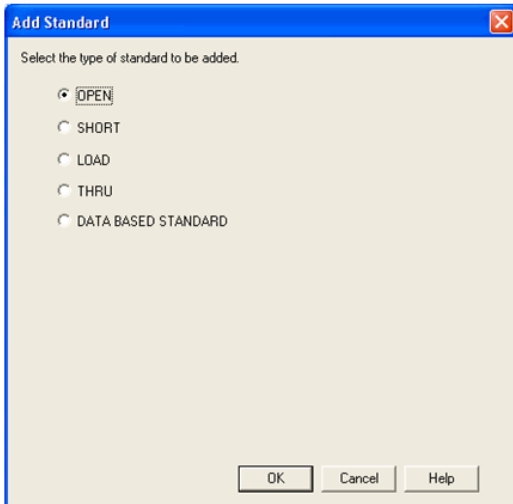 Add Standard
Select the type of standard to be added.
OPEN
SHORT
LOAD
THRU
DATA BASED STANDARD
OK Cancel Help